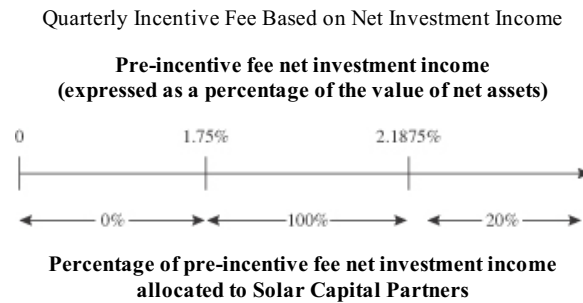 Quarterly Incentive Fee Based on Net Investment Income
Pre-incentive fee net investment income
(expressed as a percentage of the value of net assets)
0 1.75% 2.1875%
0% 100% 20%
Percentage of pre-incentive fee net investment income
allocated to Solar Capital Partners